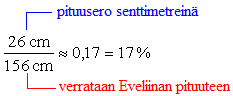 pituusero senttimetreinä
26 cm
156 cm
≈ 0,17 = 17 %
verrataan Eveliinan pituuteen